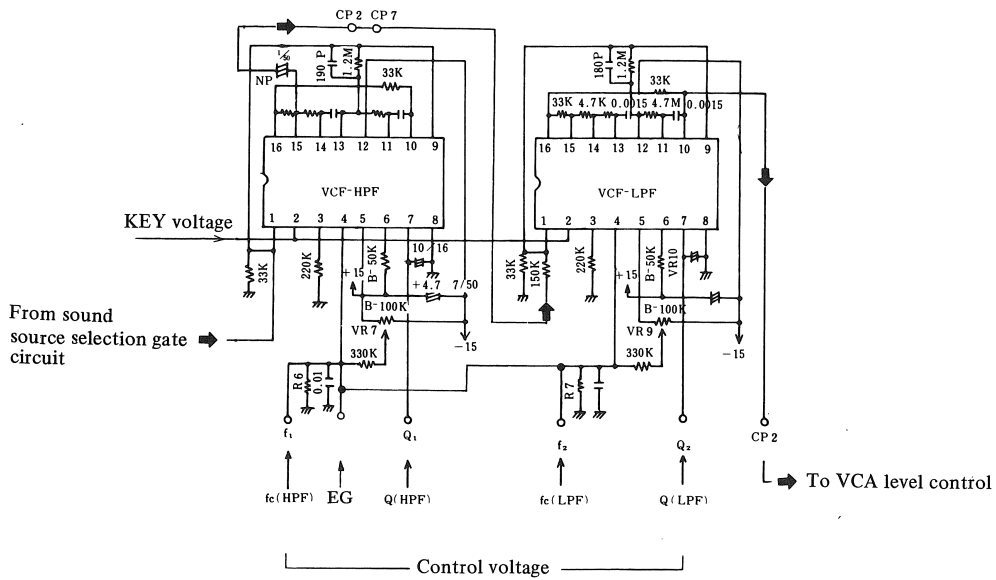 CP 2 CP 7
1/50
NP
190 P
1.2M
33K
16 15 14 13 12 11 10 9
VCF-HPF
1 2 3 4 5 6 7 8
180P
1.2M
33K
33K 4.7K 0.0015 4.7M 0.0015
16 15 14 13 12 11 10 9
VCF-LPF
1 2 3 4 5 6 7 8
KEY voltage
33K
220K
B-50K
10/16
+15
+4.7 7/50
B-100K
VR 7
-15
330K
R 6
0.01
33K
150K
220K
B-50K
VR10
+15
B-100K
VR 9
-15
330K
R 7
From sound
source selection gate
circuit
f₁
Q₁
f₂
Q₂
CP 2
fc(HPF)
EG
Q(HPF)
fc(LPF)
Q(LPF)
To VCA level control
Control voltage